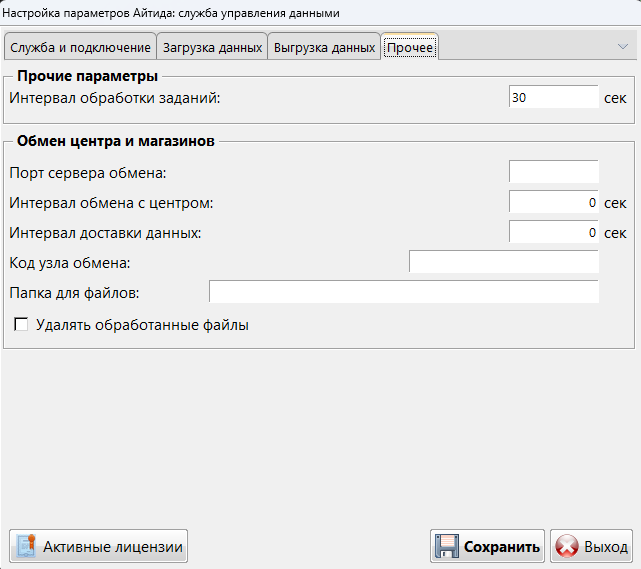 Настройка параметров Айтида: служба управления данными
Служба и подключение Загрузка данных Выгрузка данных Прочее
Прочие параметры
Интервал обработки заданий: 30 сек
Обмен центра и магазинов
Порт сервера обмена:
Интервал обмена с центром: 0 сек
Интервал доставки данных: 0 сек
Код узла обмена:
Папка для файлов:
Удалять обработанные файлы
Активные лицензии Сохранить Выход